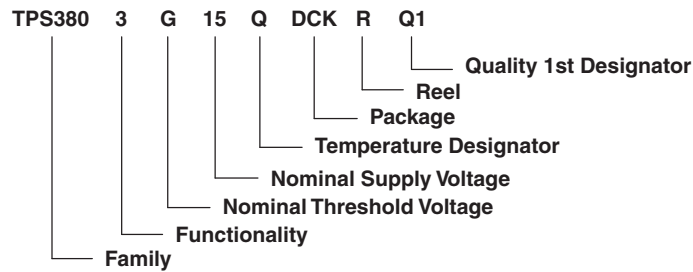 TPS380 3 G 15 Q DCK R Q1
Quality 1st Designator
Reel
Package
Temperature Designator
Nominal Supply Voltage
Nominal Threshold Voltage
Functionality
Family